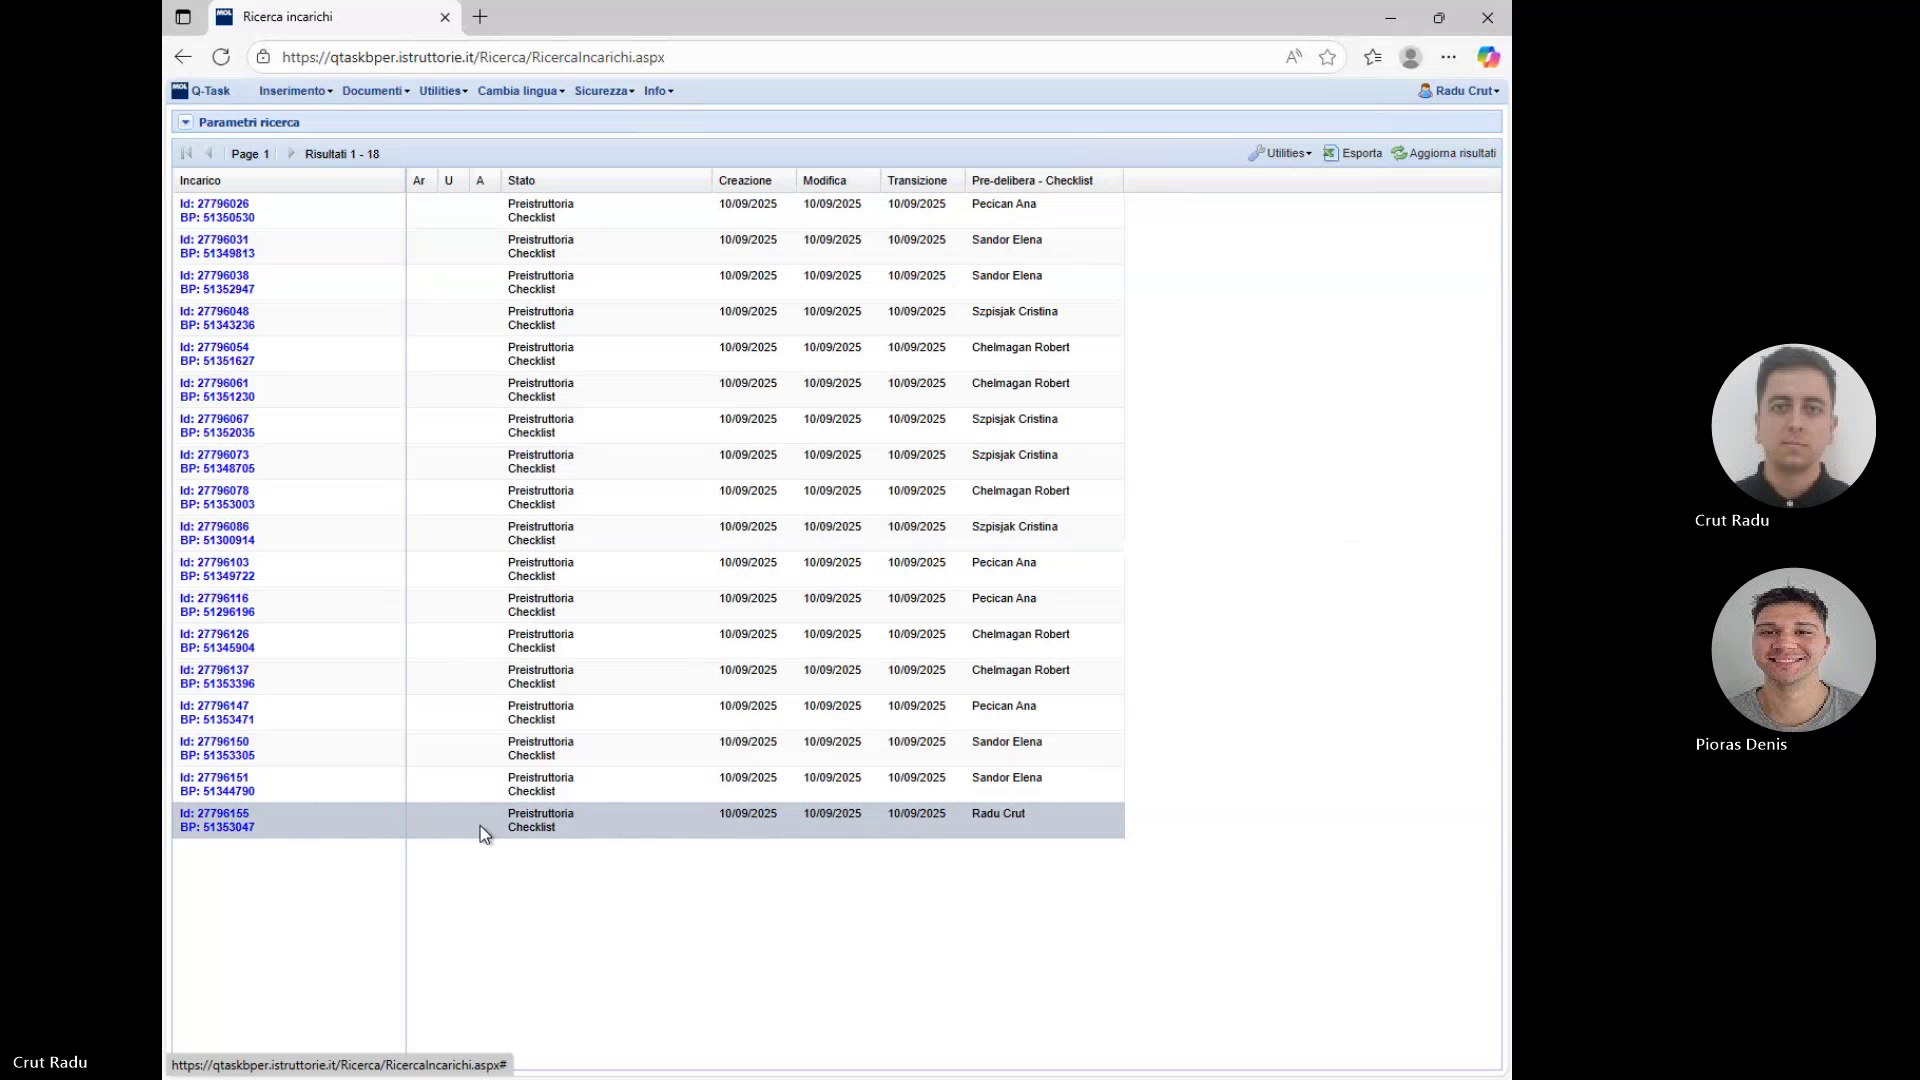 Ricerca incarichi
https://qtaskbper.istruttorie.it/Ricerca/RicercaIncarichi.aspx
MOL Q-Task Inserimento Documenti Utilities Cambia lingua Sicurezza Info Radu Crut
Parametri ricerca
Page 1 Risultati 1 - 18 Utilities Esporta Aggiorna risultati
Incarico Ar U A Stato Creazione Modifica Transizione Pre-delibera - Checklist
Id: 27796026 Preistruttoria 10/09/2025 10/09/2025 10/09/2025 Pecican Ana
BP: 51350530 Checklist
Id: 27796031 Preistruttoria 10/09/2025 10/09/2025 10/09/2025 Sandor Elena
BP: 51349813 Checklist
Id: 27796038 Preistruttoria 10/09/2025 10/09/2025 10/09/2025 Sandor Elena
BP: 51352947 Checklist
Id: 27796048 Preistruttoria 10/09/2025 10/09/2025 10/09/2025 Szpisjak Cristina
BP: 51343236 Checklist
Id: 27796054 Preistruttoria 10/09/2025 10/09/2025 10/09/2025 Chelmagan Robert
BP: 51351627 Checklist
Id: 27796061 Preistruttoria 10/09/2025 10/09/2025 10/09/2025 Chelmagan Robert
BP: 51351230 Checklist
Id: 27796067 Preistruttoria 10/09/2025 10/09/2025 10/09/2025 Szpisjak Cristina
BP: 51352035 Checklist
Id: 27796073 Preistruttoria 10/09/2025 10/09/2025 10/09/2025 Szpisjak Cristina
BP: 51348705 Checklist
Id: 27796078 Preistruttoria 10/09/2025 10/09/2025 10/09/2025 Chelmagan Robert
BP: 51353003 Checklist
Id: 27796086 Preistruttoria 10/09/2025 10/09/2025 10/09/2025 Szpisjak Cristina
BP: 51300914 Checklist
Id: 27796103 Preistruttoria 10/09/2025 10/09/2025 10/09/2025 Pecican Ana
BP: 51349722 Checklist
Id: 27796116 Preistruttoria 10/09/2025 10/09/2025 10/09/2025 Pecican Ana
BP: 51296196 Checklist
Id: 27796126 Preistruttoria 10/09/2025 10/09/2025 10/09/2025 Chelmagan Robert
BP: 51345904 Checklist
Id: 27796137 Preistruttoria 10/09/2025 10/09/2025 10/09/2025 Chelmagan Robert
BP: 51353396 Checklist
Id: 27796147 Preistruttoria 10/09/2025 10/09/2025 10/09/2025 Pecican Ana
BP: 51353471 Checklist
Id: 27796150 Preistruttoria 10/09/2025 10/09/2025 10/09/2025 Sandor Elena
BP: 51353305 Checklist
Id: 27796151 Preistruttoria 10/09/2025 10/09/2025 10/09/2025 Sandor Elena
BP: 51344790 Checklist
Id: 27796155 Preistruttoria 10/09/2025 10/09/2025 10/09/2025 Radu Crut
BP: 51353047 Checklist
https://qtaskbper.istruttorie.it/Ricerca/RicercaIncarichi.aspx#
Crut Radu
Pioras Denis
Crut Radu